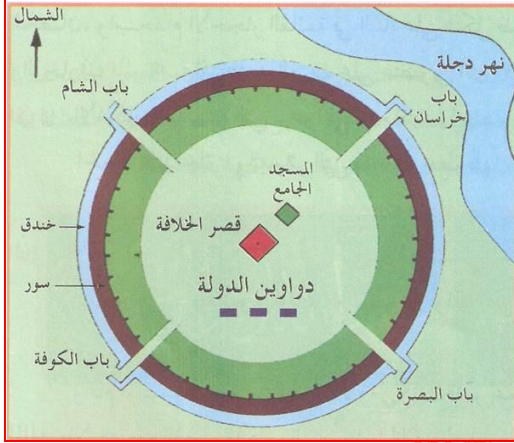 الشمال
نهر دجلة
باب الشام
باب
خراسان
المسجد
الجامع
قصر الخلافة
خندق
سور
دواوين الدولة
باب الكوفة
باب البصرة